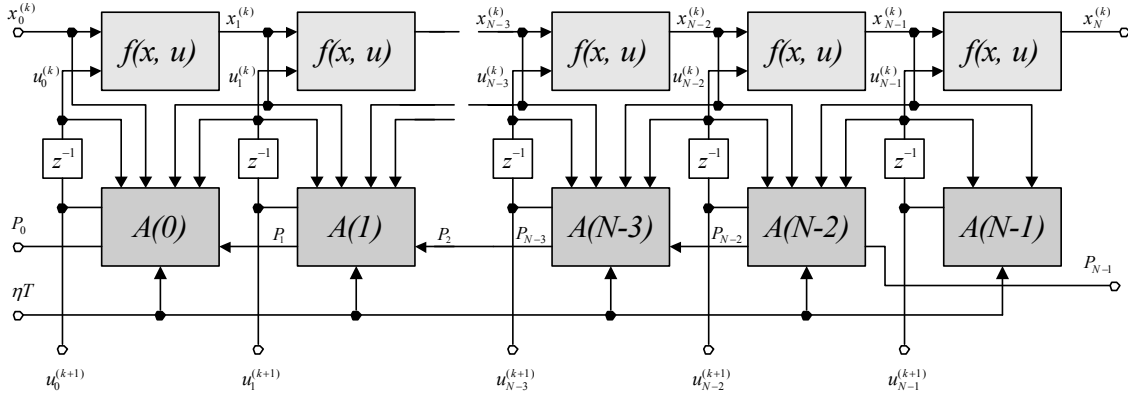 x_0^{(k)} x_1^{(k)} x_{N-3}^{(k)} x_{N-2}^{(k)} x_{N-1}^{(k)} x_N^{(k)}
f(x, u) f(x, u) f(x, u) f(x, u) f(x, u)
u_0^{(k)} u_1^{(k)} u_{N-3}^{(k)} u_{N-2}^{(k)} u_{N-1}^{(k)}
z^{-1} z^{-1} z^{-1} z^{-1} z^{-1}
A(0) A(1) A(N-3) A(N-2) A(N-1)
P_0 P_1 P_2 P_{N-3} P_{N-2} P_{N-1}
ηT
u_0^{(k+1)} u_1^{(k+1)} u_{N-3}^{(k+1)} u_{N-2}^{(k+1)} u_{N-1}^{(k+1)}